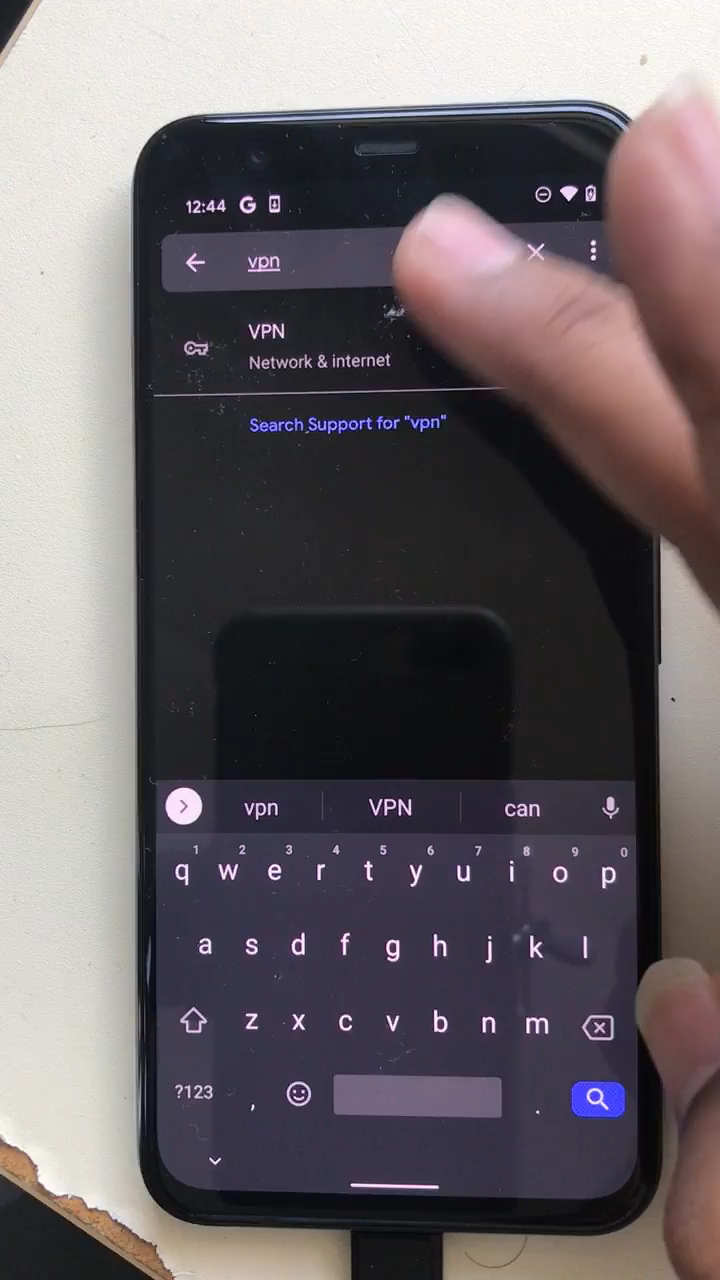 12:44 G
vpn
VPN
Network & internet
Search Support for "vpn"
vpn VPN can
1 2 3 4 5 6 7 8 9 0
q w e r t y u i o p
a s d f g h j k l
z x c v b n m
?123 , .